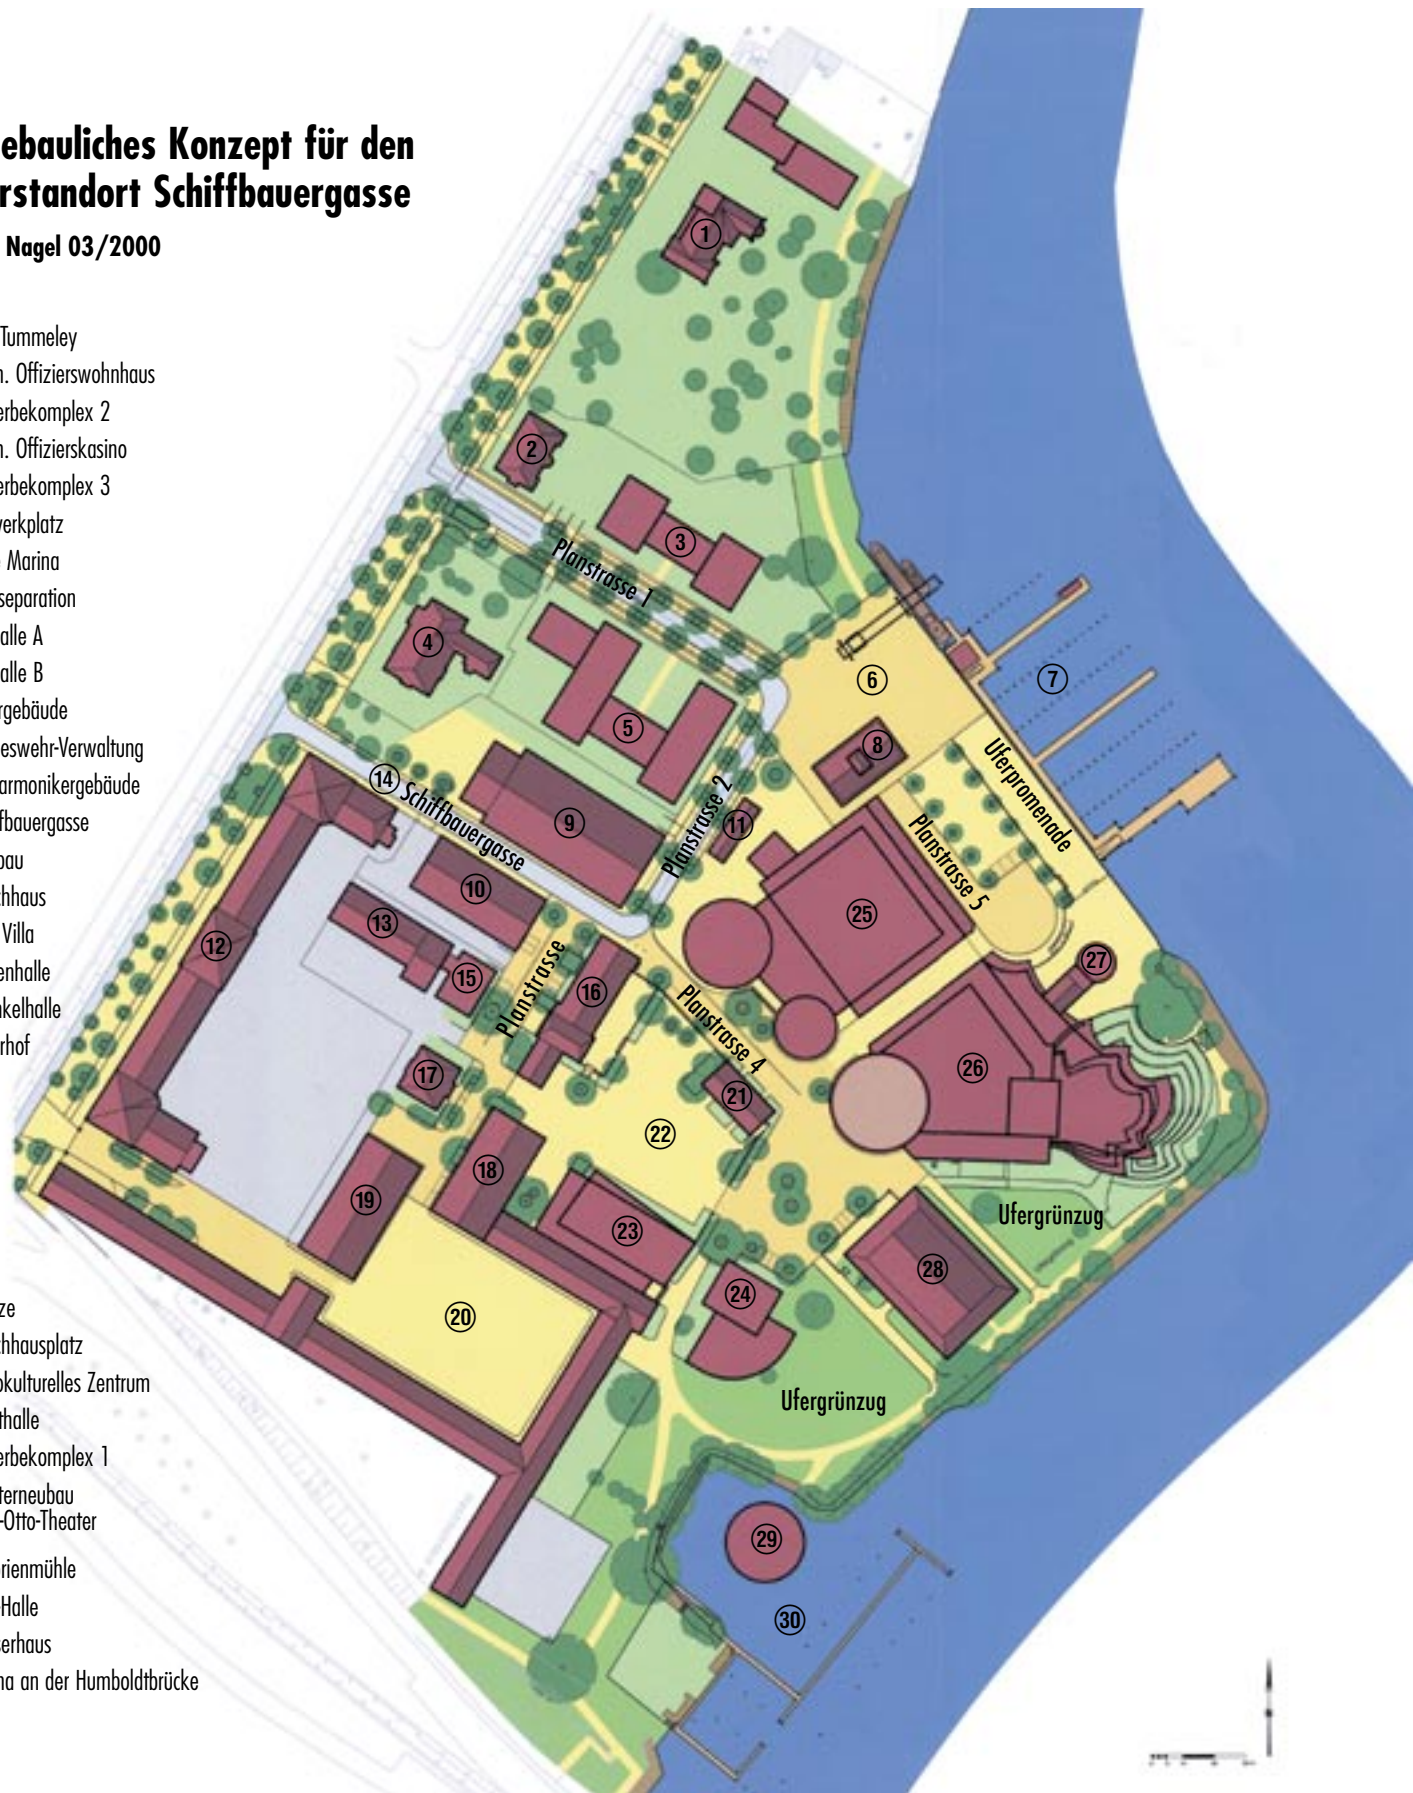 ebauliches Konzept für den
rstandort Schiffbauergasse
Nagel 03/2000
Tummeley
n. Offizierswohnhaus
erbekomplex 2
n. Offizierskasino
erbekomplex 3
verkplatz
Marina
separation
alle A
alle B
rgebäude
eswehr-Verwaltung
armonikergebäude
fbauergasse
bau
chhaus
Villa
enhalle
nkelhalle
rhof
ze
chhausplatz
okulturelles Zentrum
thalle
erbekomplex 1
terneubau
-Otto-Theater
rienmühle
Halle
serhaus
na an der Humboldtbrücke
1
2
3
Planstrasse 1
4
5
6
7
8
Uferpromenade
14 Schiffbauergasse
9
Planstrasse 2
11
Planstrasse 5
10
25
13
12
15
Planstrasse
16
27
Planstrasse 4
26
17
21
22
18
19
23
Ufergrünzug
28
24
20
Ufergrünzug
29
30